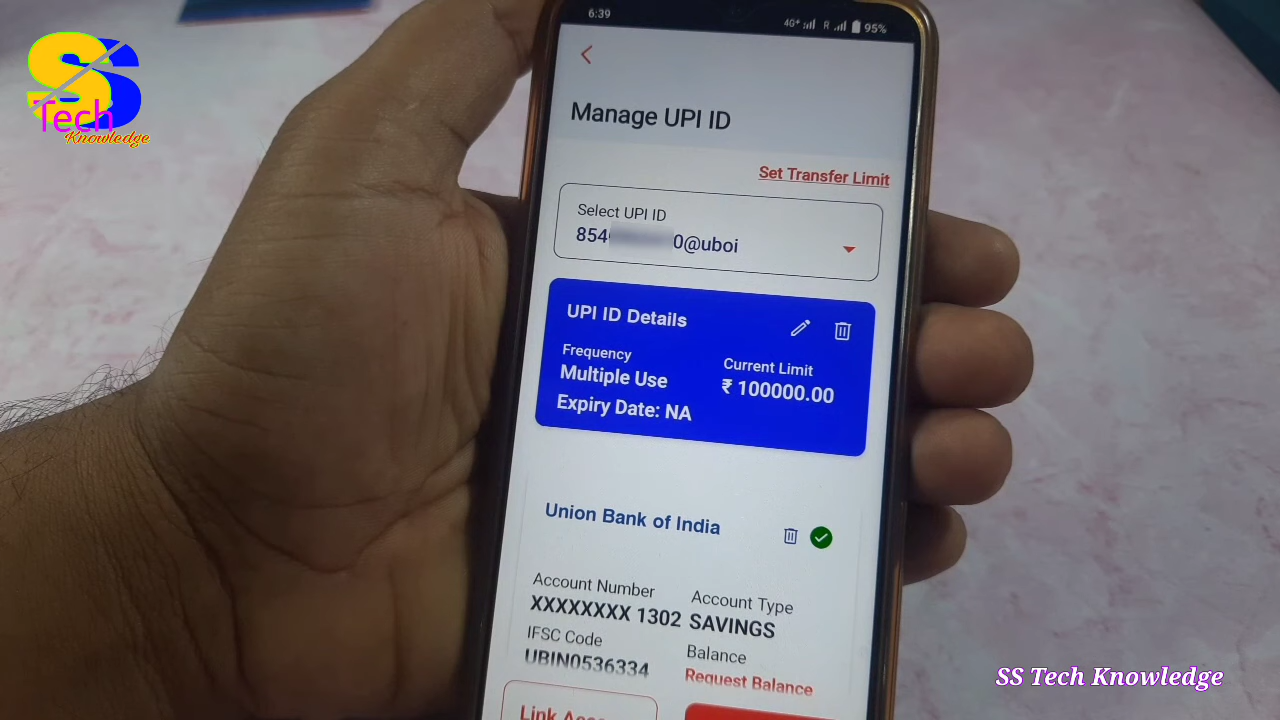 S S
Tech
Knowledge
6:39
4G+ R 95%
Manage UPI ID
Set Transfer Limit
Select UPI ID
854 0@uboi
UPI ID Details
Frequency
Current Limit
Multiple Use
₹ 100000.00
Expiry Date: NA
Union Bank of India
Account Number
Account Type
XXXXXXXX 1302
SAVINGS
IFSC Code
Balance
UBIN0536334
Request Balance
Link
SS Tech Knowledge